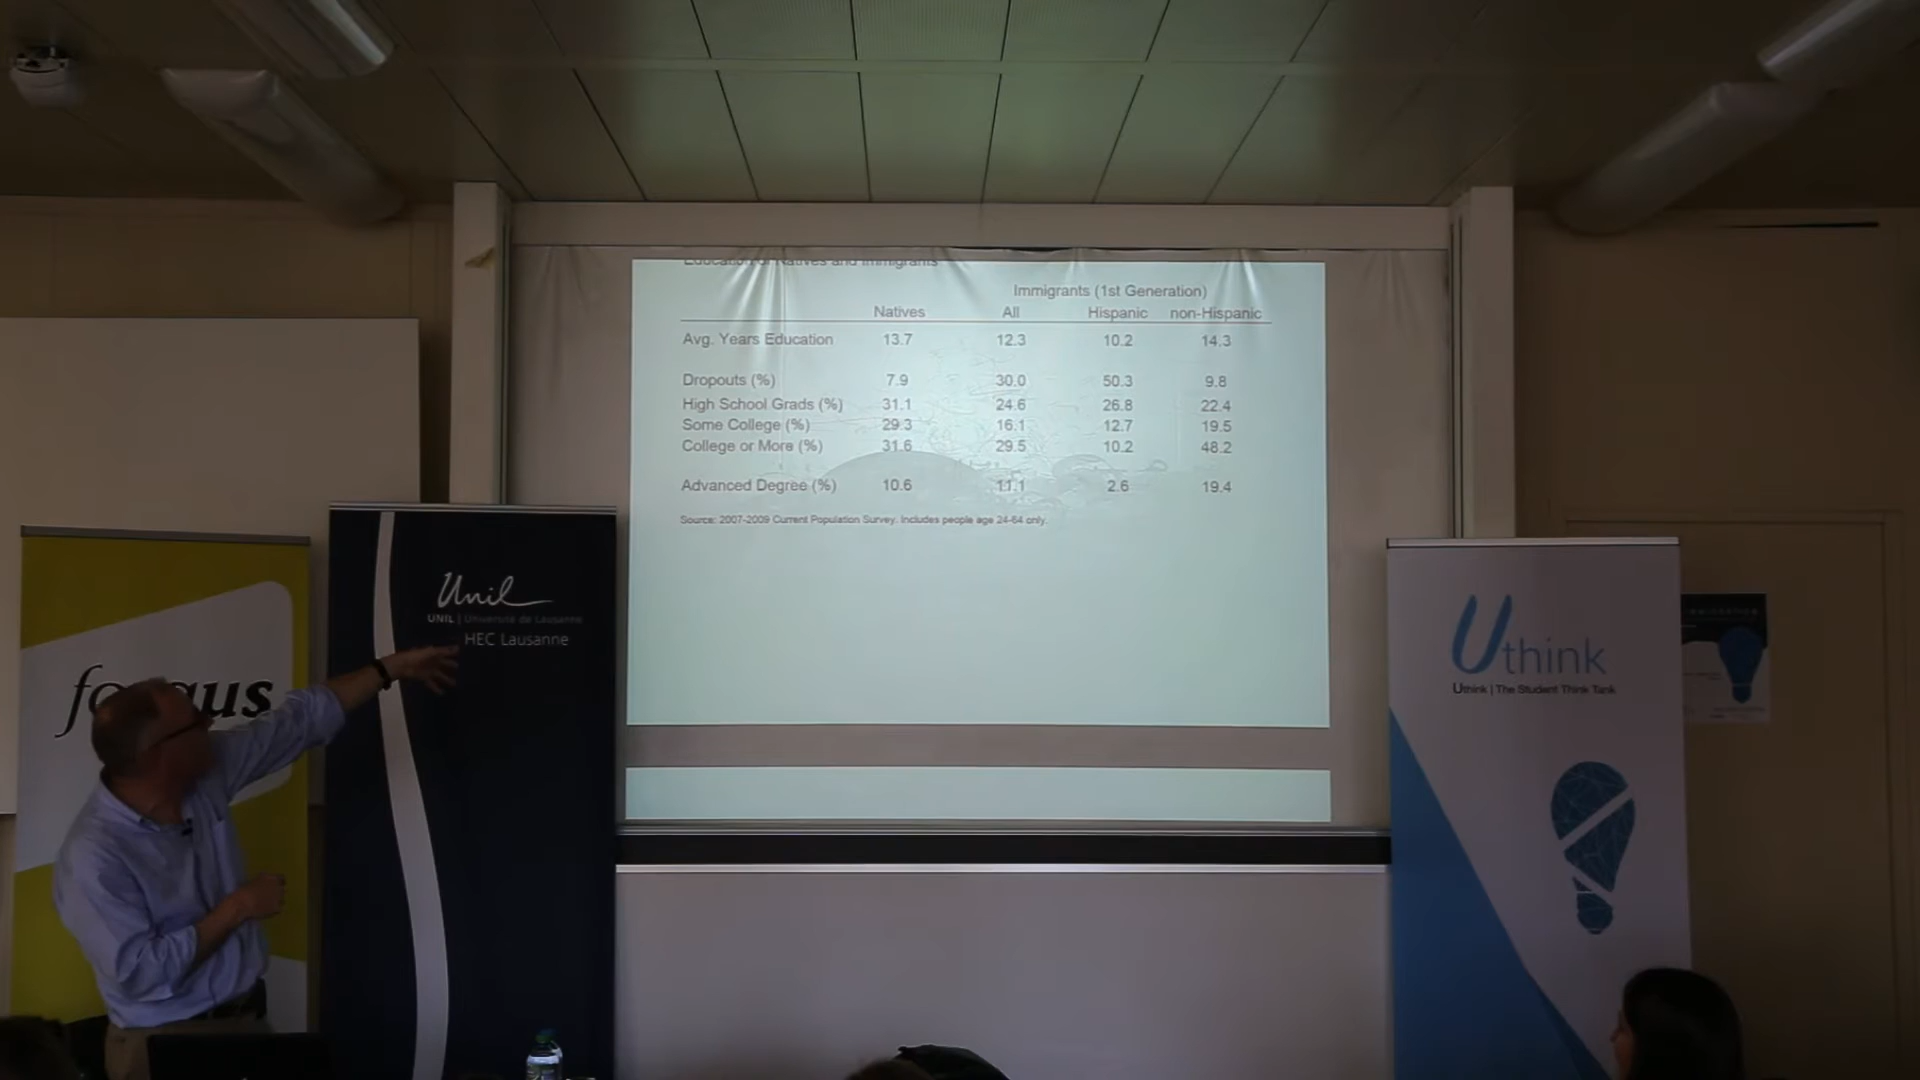 Education of Natives and Immigrants
Immigrants (1st Generation)
Natives All Hispanic non-Hispanic
Avg. Years Education 13.7 12.3 10.2 14.3
Dropouts (%) 7.9 30.0 50.3 9.8
High School Grads (%) 31.1 24.6 26.8 22.4
Some College (%) 29.3 16.1 12.7 19.5
College or More (%) 31.6 29.5 10.2 48.2
Advanced Degree (%) 10.6 11.1 2.6 19.4
Source: 2007-2009 Current Population Survey. Includes people age 24-64 only.
Unil
UNIL | Université de Lausanne
HEC Lausanne
Uthink
Uthink | The Student Think Tank